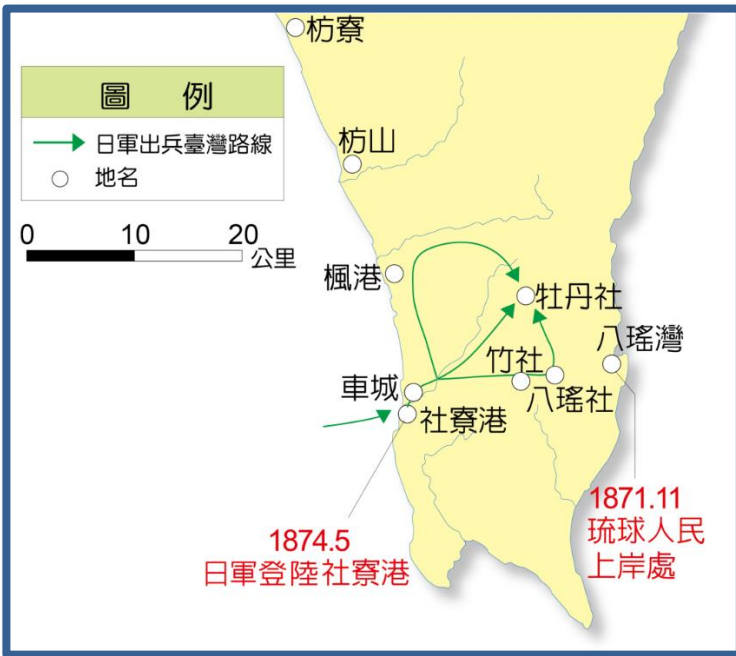 枋寮
圖 例
日軍出兵臺灣路線
地名
枋山
0 10 20
公里
楓港
牡丹社
八瑤灣
竹社
八瑤社
車城
社寮港
1871.11
琉球人民
上岸處
1874.5
日軍登陸社寮港